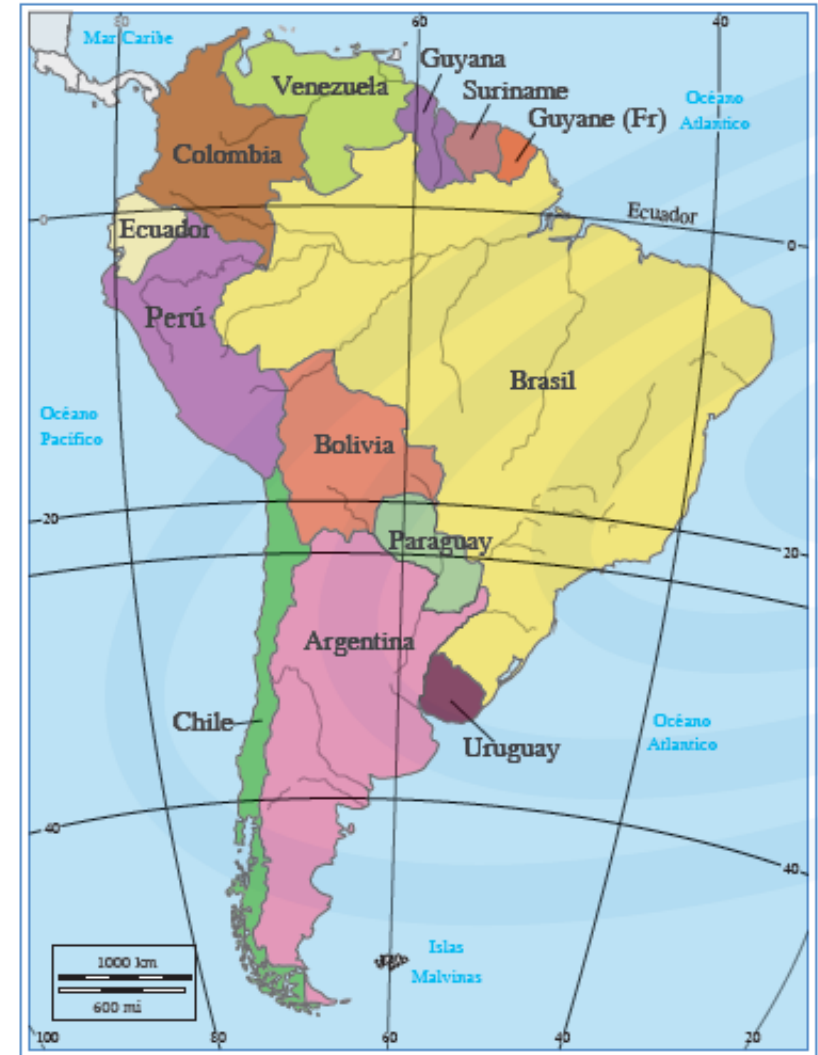 80
60
40
Mar Caribe
Guyana
Venezuela
Suriname
Océano
Atlantico
Guyane (Fr)
Colombia
Ecuador
0
Ecuador
0
Perú
Brasil
Océano
Pacífico
Bolivia
20
Paraguay
20
Argentina
Chile
Océano
Atlantico
Uruguay
40
40
Islas
Malvinas
1000 km
600 mi
100
80
60
40
20